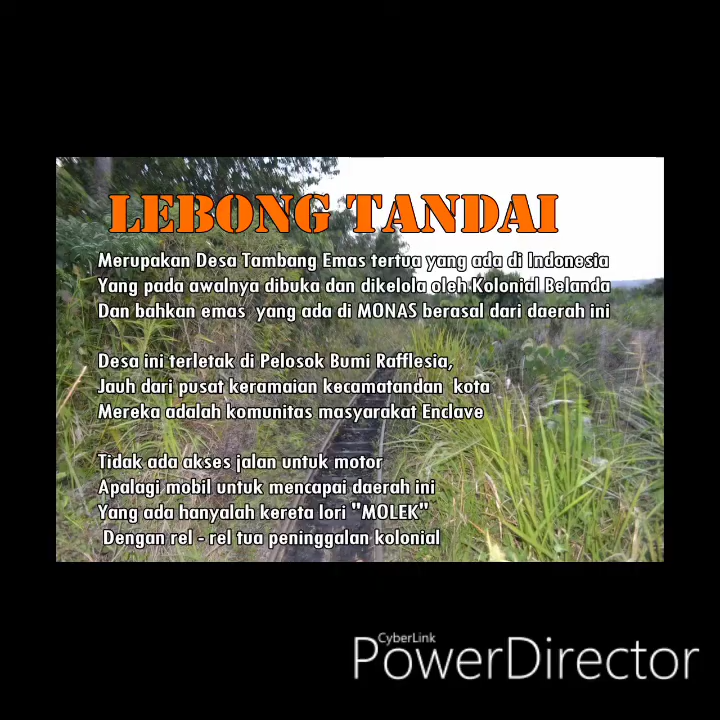 LEBONG TANDAI
Merupakan Desa Tambang Emas tertua yang ada di Indonesia
Yang pada awalnya dibuka dan dikelola oleh Kolonial Belanda
Dan bahkan emas yang ada di MONAS berasal dari daerah ini
Desa ini terletak di Pelosok Bumi Rafflesia,
Jauh dari pusat keramaian kecamatandan kota
Mereka adalah komunitas masyarakat Enclave
Tidak ada akses jalan untuk motor
Apalagi mobil untuk mencapai daerah ini
Yang ada hanyalah kereta lori "MOLEK"
Dengan rel - rel tua peninggalan kolonial
CyberLink
PowerDirector